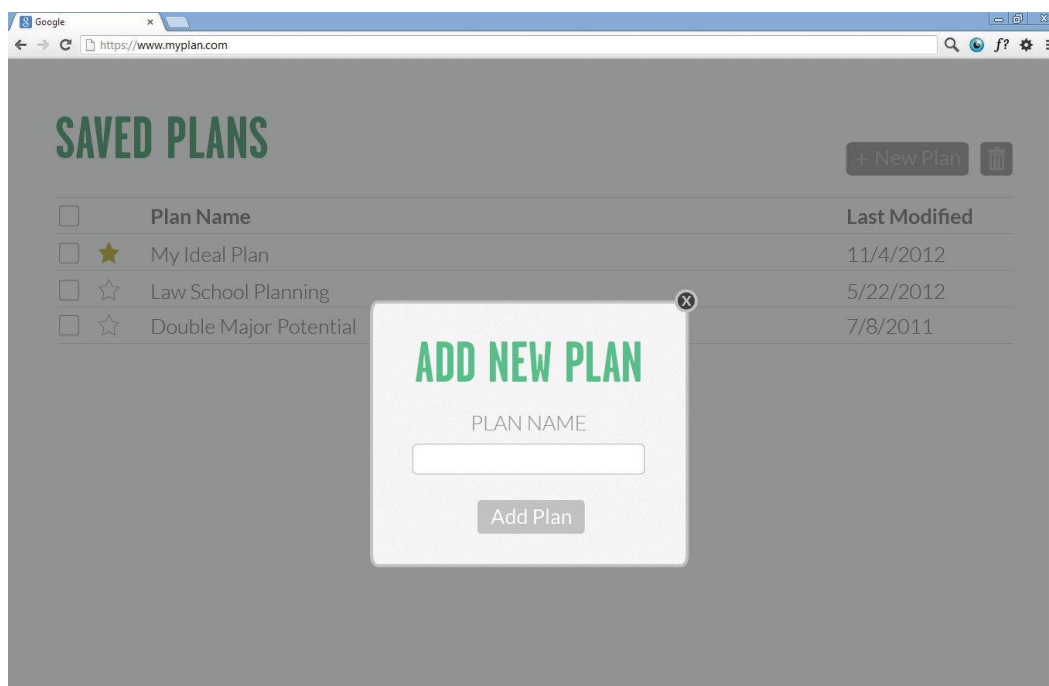 Google
https://www.myplan.com
f?
SAVED PLANS
+ New Plan
Plan Name Last Modified
My Ideal Plan 11/4/2012
Law School Planning 5/22/2012
Double Major Potential 7/8/2011
X
ADD NEW PLAN
PLAN NAME
Add Plan